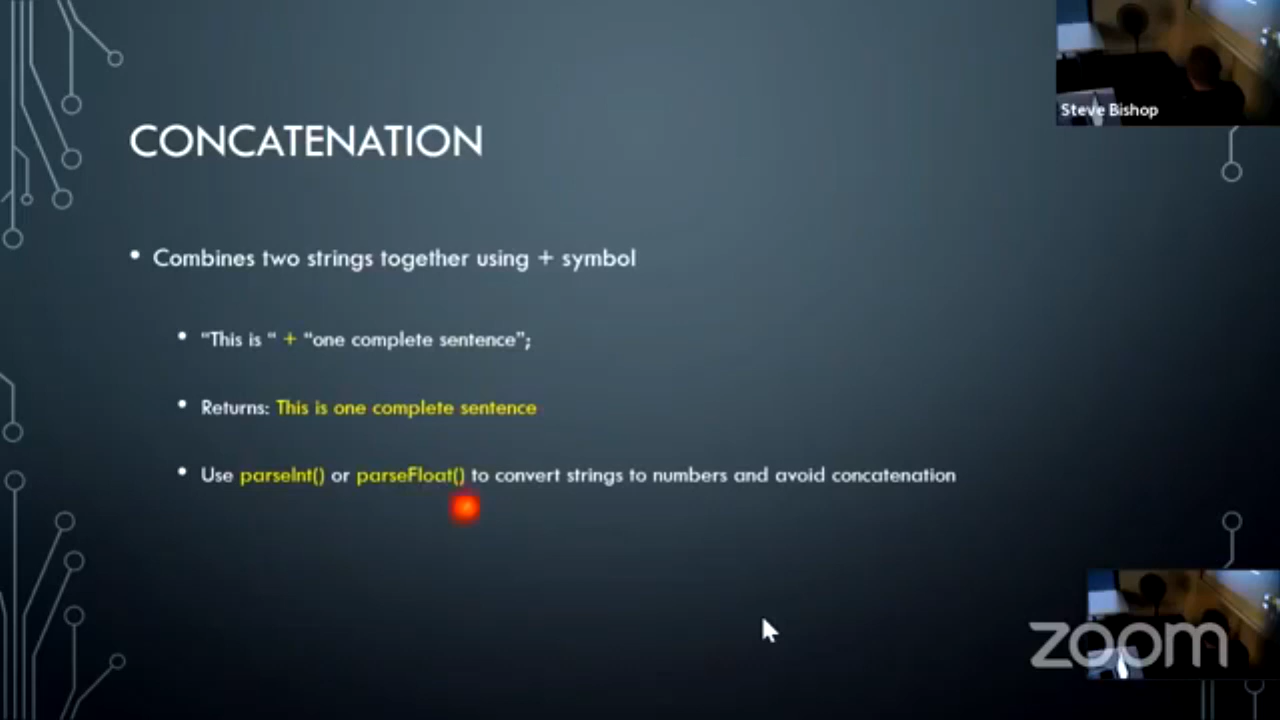 Steve Bishop
CONCATENATION
• Combines two strings together using + symbol
• “This is “ + “one complete sentence”;
• Returns: This is one complete sentence
• Use parseInt() or parseFloat() to convert strings to numbers and avoid concatenation
zoom